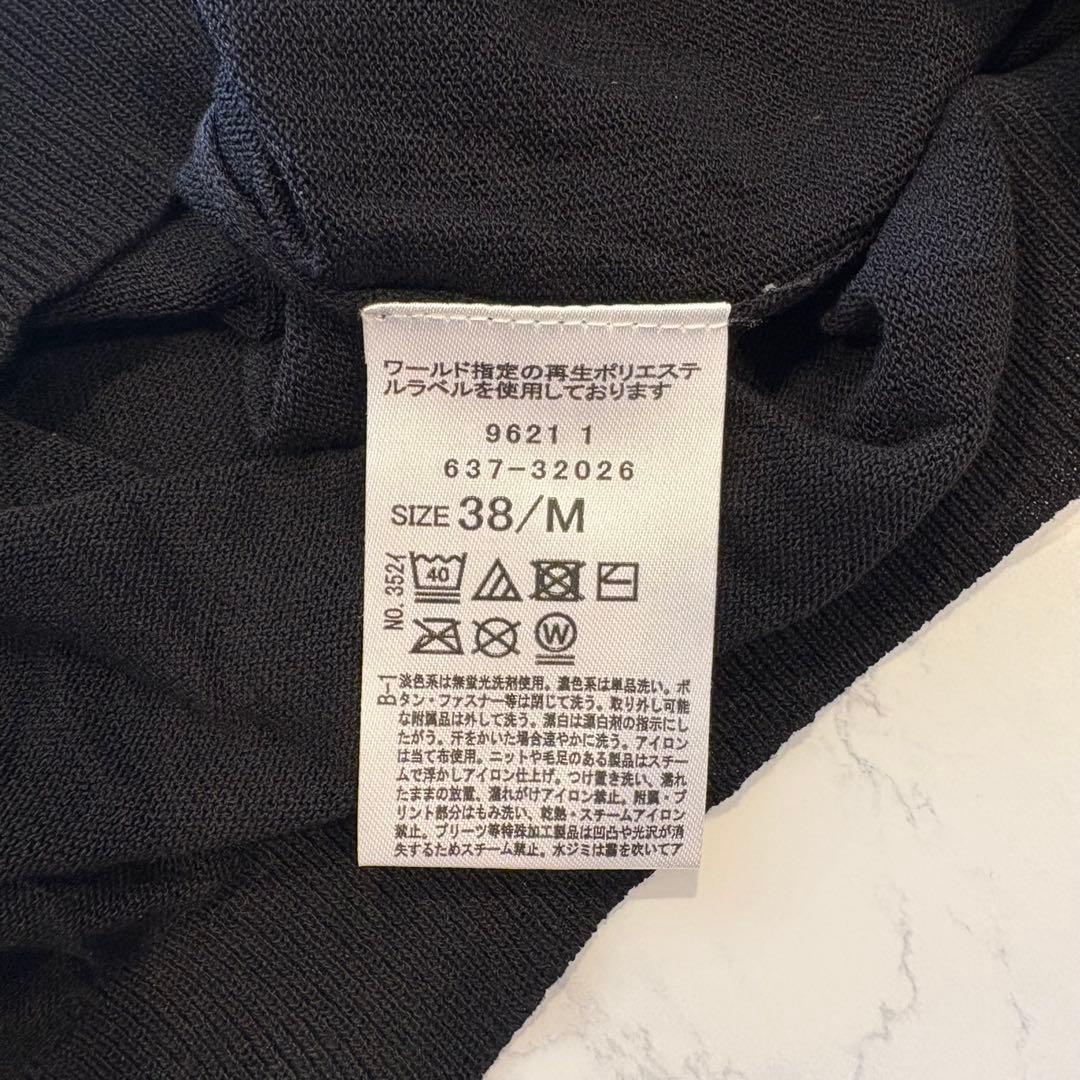 ワールド指定の再生ポリエステ
ルラベルを使用しております
9621 1
637-32026
SIZE 38/M
NO. 352イ
40
W
B-1
淡色系は無蛍光洗剤使用。濃色系は単品洗い。ボ
タン・ファスナー等は閉じて洗う。取り外し可能
な附属品は外して洗う。漂白は漂白剤の指示にし
たがう。汗をかいた場合速やかに洗う。アイロン
は当て布使用。ニットや毛足のある製品はスチー
ムで浮かしアイロン仕上げ。つけ置き洗い、濡れ
たままの放置、濡れがけアイロン禁止。附属・プ
リント部分はもみ洗い、乾熱・スチームアイロン
禁止。プリーツ等特殊加工製品は凹凸や光沢が消
失するためスチーム禁止。水ジミは霧を吹いてア